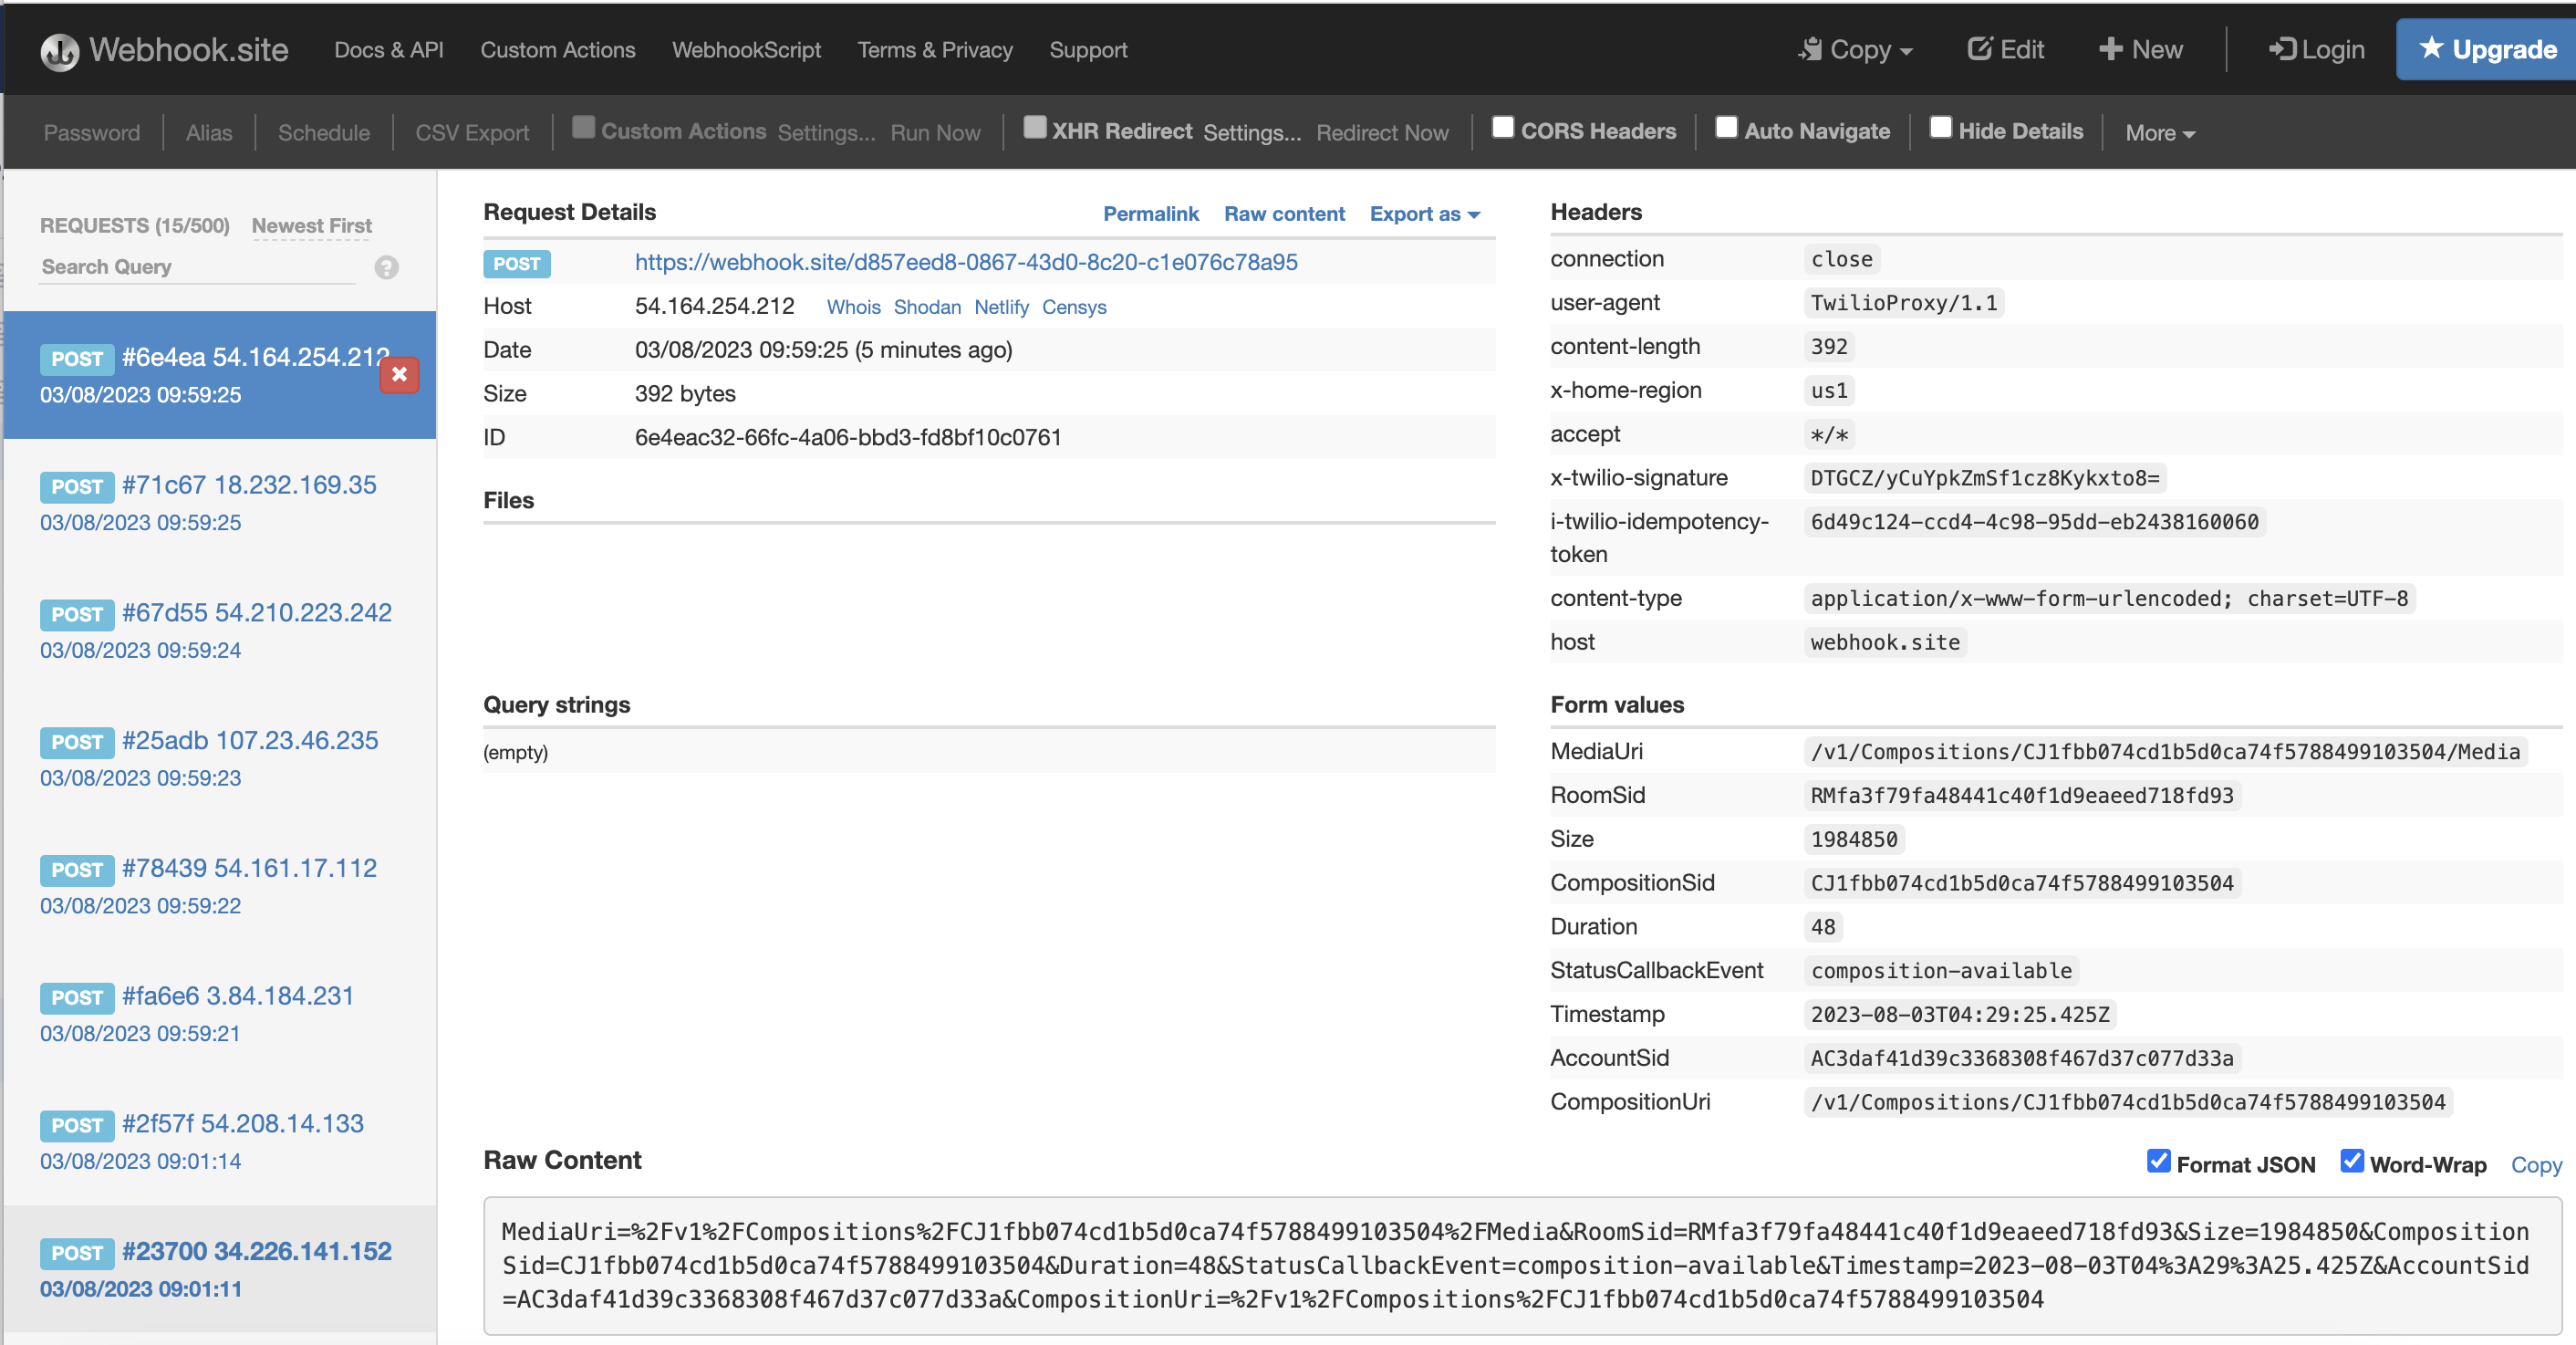 Webhook.site Docs & API Custom Actions WebhookScript Terms & Privacy Support Copy Edit New Login Upgrade
Password Alias Schedule CSV Export Custom Actions Settings... Run Now XHR Redirect Settings... Redirect Now CORS Headers Auto Navigate Hide Details More
REQUESTS (15/500) Newest First
Search Query ?
POST #6e4ea 54.164.254.212
03/08/2023 09:59:25
POST #71c67 18.232.169.35
03/08/2023 09:59:25
POST #67d55 54.210.223.242
03/08/2023 09:59:24
POST #25adb 107.23.46.235
03/08/2023 09:59:23
POST #78439 54.161.17.112
03/08/2023 09:59:22
POST #fa6e6 3.84.184.231
03/08/2023 09:59:21
POST #2f57f 54.208.14.133
03/08/2023 09:01:14
POST #23700 34.226.141.152
03/08/2023 09:01:11
Request Details Permalink Raw content Export as
POST https://webhook.site/d857eed8-0867-43d0-8c20-c1e076c78a95
Host 54.164.254.212 Whois Shodan Netlify Censys
Date 03/08/2023 09:59:25 (5 minutes ago)
Size 392 bytes
ID 6e4eac32-66fc-4a06-bbd3-fd8bf10c0761
Files
Query strings
(empty)
Headers
connection close
user-agent TwilioProxy/1.1
content-length 392
x-home-region us1
accept */*
x-twilio-signature DTGCZ/yCuYpkZmSf1cz8Kykxto8=
i-twilio-idempotency- 6d49c124-ccd4-4c98-95dd-eb2438160060
token
content-type application/x-www-form-urlencoded; charset=UTF-8
host webhook.site
Form values
MediaUri /v1/Compositions/CJ1fbb074cd1b5d0ca74f5788499103504/Media
RoomSid RMfa3f79fa48441c40f1d9eaeed718fd93
Size 1984850
CompositionSid CJ1fbb074cd1b5d0ca74f5788499103504
Duration 48
StatusCallbackEvent composition-available
Timestamp 2023-08-03T04:29:25.425Z
AccountSid AC3daf41d39c3368308f467d37c077d33a
CompositionUri /v1/Compositions/CJ1fbb074cd1b5d0ca74f5788499103504
Raw Content Format JSON Word-Wrap Copy
MediaUri=%2Fv1%2FCompositions%2FCJ1fbb074cd1b5d0ca74f5788499103504%2FMedia&RoomSid=RMfa3f79fa48441c40f1d9eaeed718fd93&Size=1984850&Composition
Sid=CJ1fbb074cd1b5d0ca74f5788499103504&Duration=48&StatusCallbackEvent=composition-available&Timestamp=2023-08-03T04%3A29%3A25.425Z&AccountSid
=AC3daf41d39c3368308f467d37c077d33a&CompositionUri=%2Fv1%2FCompositions%2FCJ1fbb074cd1b5d0ca74f5788499103504